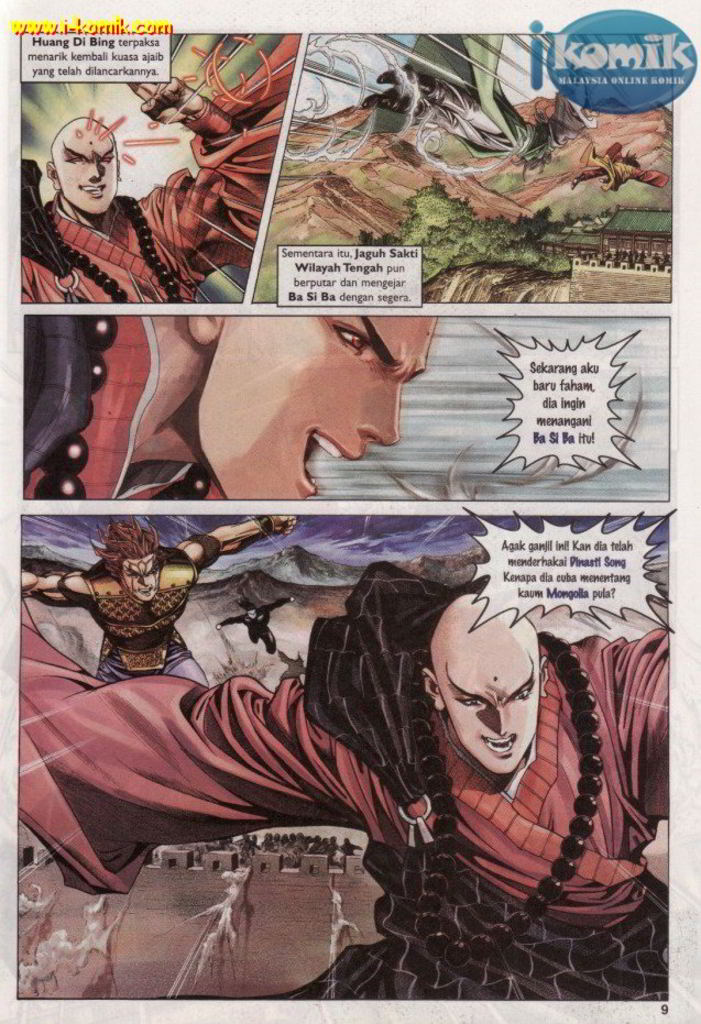 www.i-komik.com
Huang Di Bing terpaksa
menarik kembali kuasa ajaib
yang telah dilancarkannya.
ikomik
MALAYSIA ONLINE KOMIK
Sementara itu, Jaguh Sakti
Wilayah Tengah pun
berputar dan mengejar
Ba Si Ba dengan segera.
Sekarang aku
baru faham,
dia ingin
menangani
Ba Si Ba itu!
Agak ganjil ini! Kan dia telah
menderhakai Dinasti Song
Kenapa dia cuba menentang
kaum Mongolia pula?
9